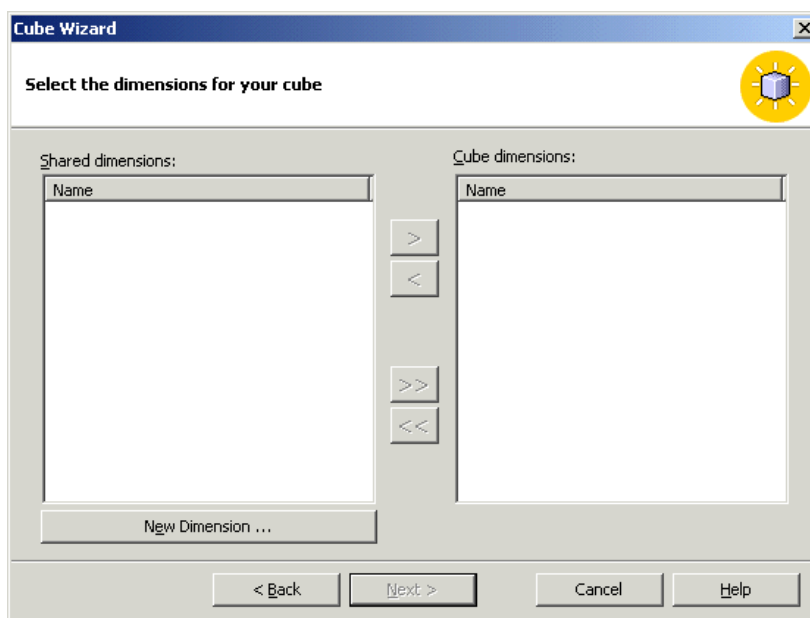 Cube Wizard
Select the dimensions for your cube
Shared dimensions:
Name
Cube dimensions:
Name
>
<
>>
<<
New Dimension ...
< Back
Next >
Cancel
Help